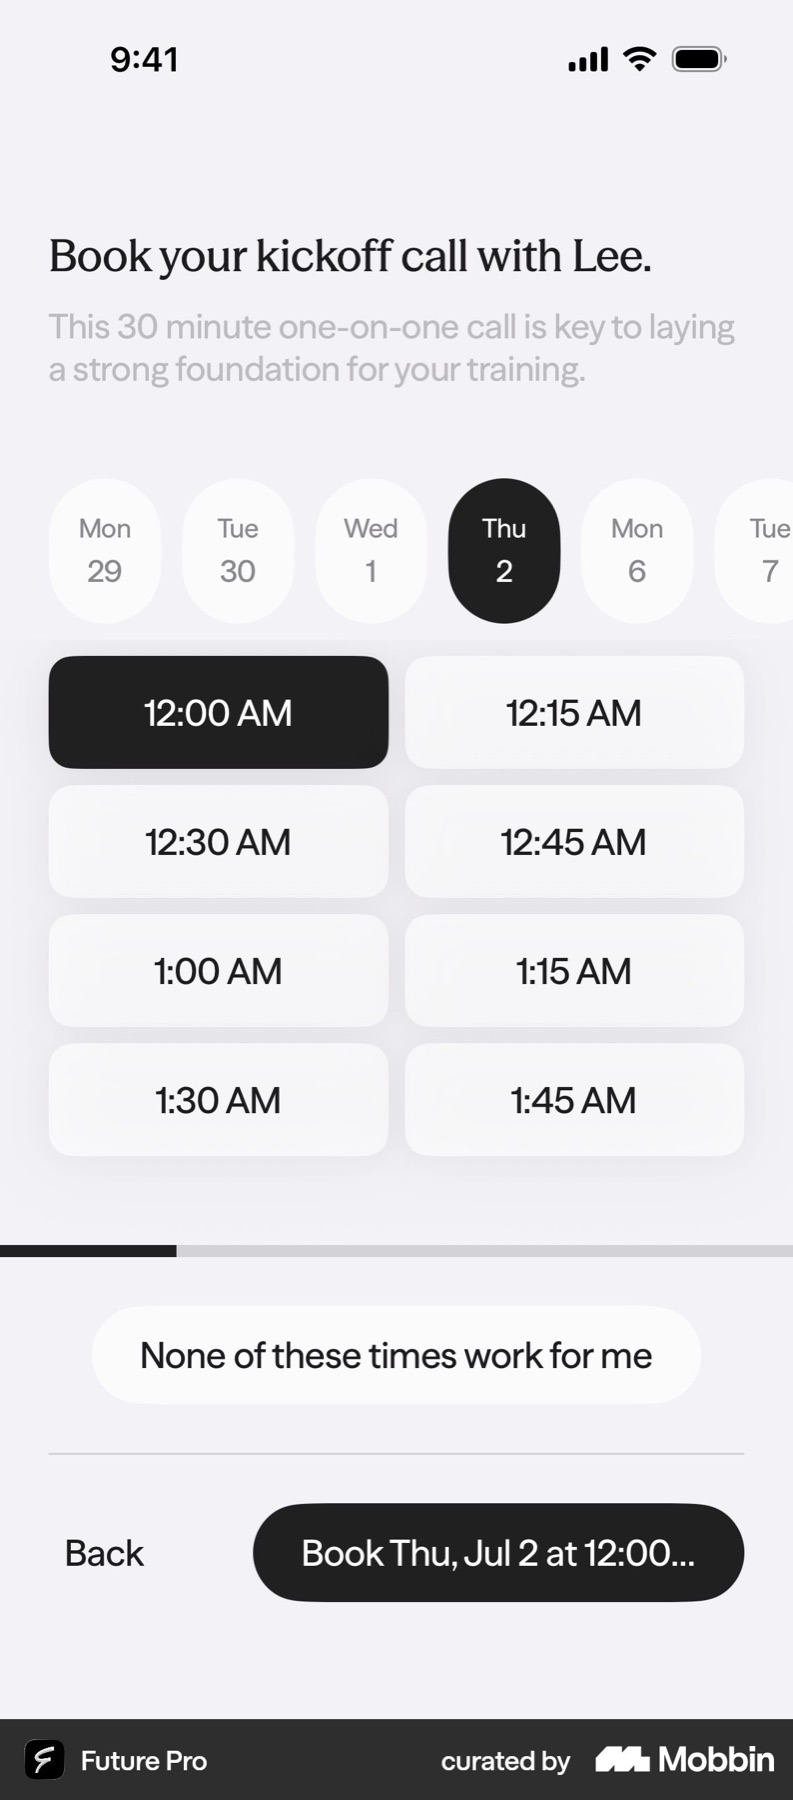 9:41
Book your kickoff call with Lee.
This 30 minute one-on-one call is key to laying
a strong foundation for your training.
Mon Tue Wed Thu Mon Tue
29 30 1 2 6 7
12:00 AM 12:15 AM
12:30 AM 12:45 AM
1:00 AM 1:15 AM
1:30 AM 1:45 AM
None of these times work for me
Back Book Thu, Jul 2 at 12:00...
Future Pro curated by Mobbin